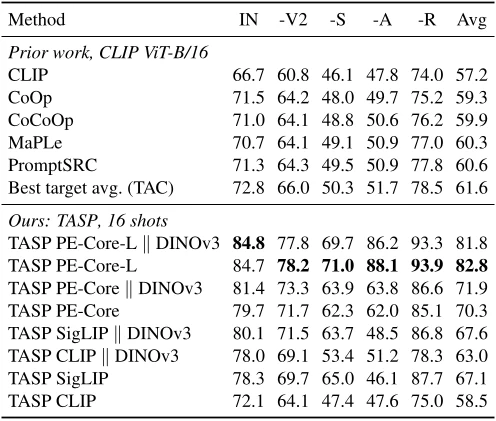 Method IN -V2 -S -A -R Avg
Prior work, CLIP ViT-B/16
CLIP 66.7 60.8 46.1 47.8 74.0 57.2
CoOp 71.5 64.2 48.0 49.7 75.2 59.3
CoCoOp 71.0 64.1 48.8 50.6 76.2 59.9
MaPLe 70.7 64.1 49.1 50.9 77.0 60.3
PromptSRC 71.3 64.3 49.5 50.9 77.8 60.6
Best target avg. (TAC) 72.8 66.0 50.3 51.7 78.5 61.6
Ours: TASP, 16 shots
TASP PE-Core-L ∥ DINOv3 84.8 77.8 69.7 86.2 93.3 81.8
TASP PE-Core-L 84.7 78.2 71.0 88.1 93.9 82.8
TASP PE-Core ∥ DINOv3 81.4 73.3 63.9 63.8 86.6 71.9
TASP PE-Core 79.7 71.7 62.3 62.0 85.1 70.3
TASP SigLIP ∥ DINOv3 80.1 71.5 63.7 48.5 86.8 67.6
TASP CLIP ∥ DINOv3 78.0 69.1 53.4 51.2 78.3 63.0
TASP SigLIP 78.3 69.7 65.0 46.1 87.7 67.1
TASP CLIP 72.1 64.1 47.4 47.6 75.0 58.5